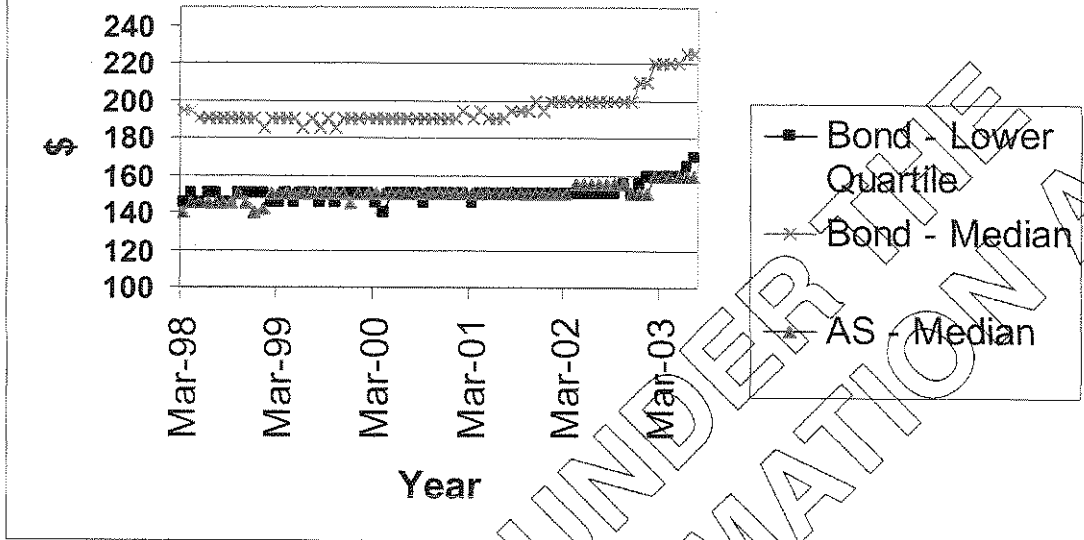 240
220
200
180
160
140
120
100
$
Mar-98
Mar-99
Mar-00
Mar-01
Mar-02
Mar-03
Year
Bond - Lower
Quartile
Bond - Median
AS - Median
UNDER THE
MATION A